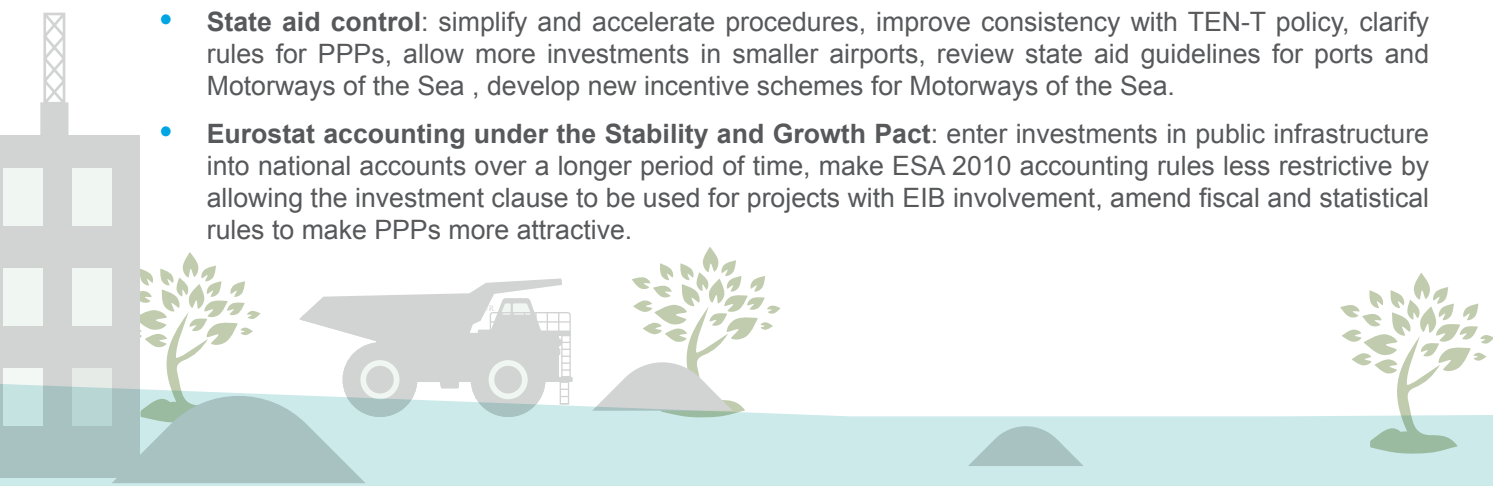 • State aid control: simplify and accelerate procedures, improve consistency with TEN-T policy, clarify
rules for PPPs, allow more investments in smaller airports, review state aid guidelines for ports and
Motorways of the Sea , develop new incentive schemes for Motorways of the Sea.
• Eurostat accounting under the Stability and Growth Pact: enter investments in public infrastructure
into national accounts over a longer period of time, make ESA 2010 accounting rules less restrictive by
allowing the investment clause to be used for projects with EIB involvement, amend fiscal and statistical
rules to make PPPs more attractive.